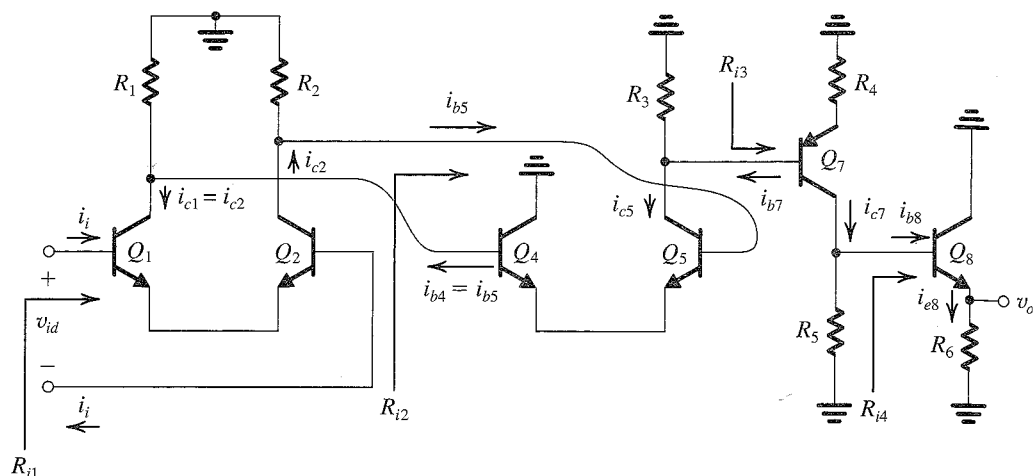 R1
R2
ib5
ic2
ic1 = ic2
ii
+
vid
−
ii
Ri1
Q1
Q2
Ri2
Q4
ib4 = ib5
R3
Ri3
R4
Q7
ib7
ic5
Q5
ic7
ib8
Q8
ie8
vo
R5
R6
Ri4